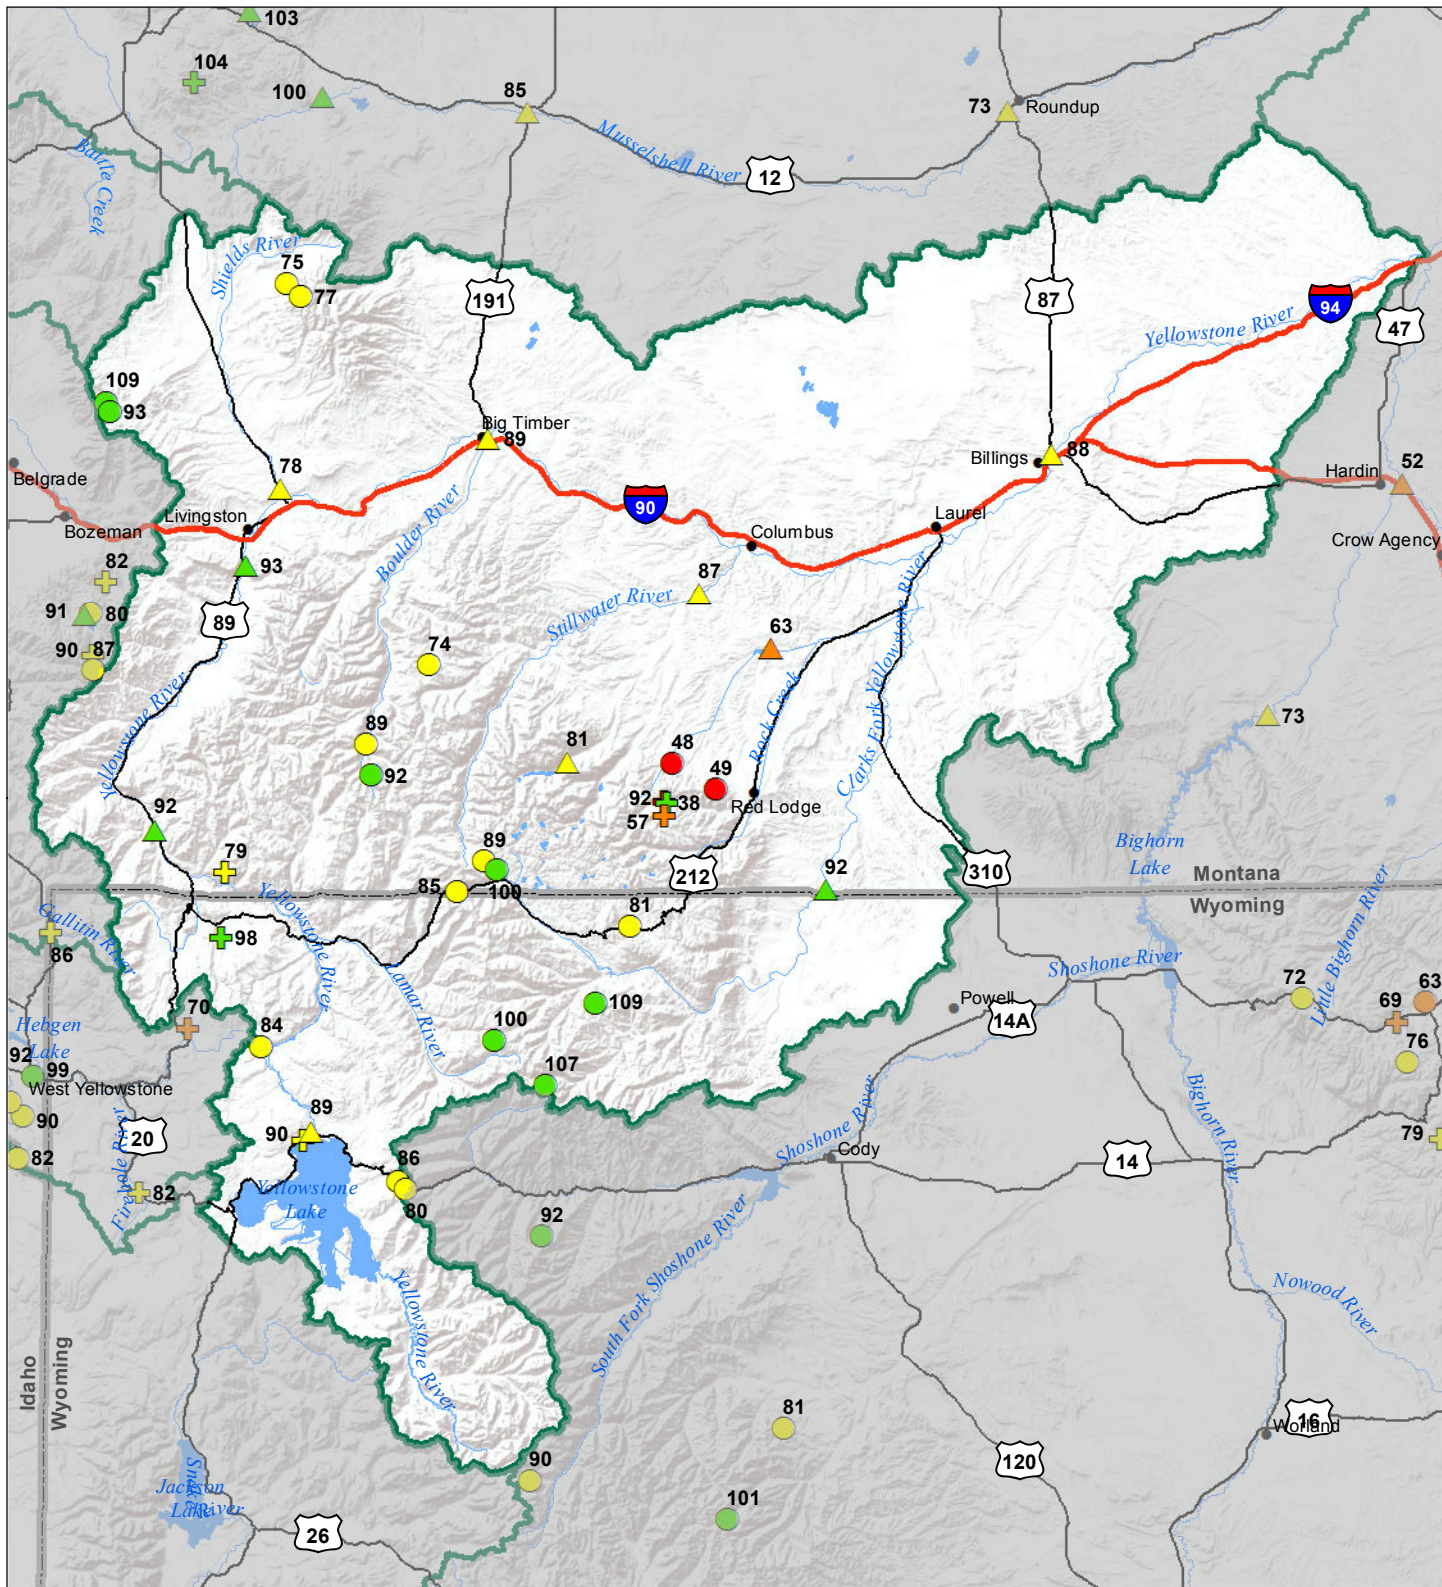 103
104
100
85
73
Roundup
Battle Creek
Musselshell River
12
Shields River
75
77
191
87
94
47
Yellowstone River
109
93
Big Timber
89
78
Billings
88
52
Hardin
Belgrade
Bozeman
Livingston
90
Columbus
Laurel
Crow Agency
82
93
Boulder River
91
80
89
87
Stillwater River
90
87
74
63
Clarks Fork Yellowstone River
Rock Creek
Yellowstone River
73
89
92
81
48
49
92
38
57
Red Lodge
92
79
89
100
85
212
92
310
Bighorn
Lake
Montana
Wyoming
81
Yellowstone River
Gallitin River
86
98
Lamar River
Shoshone River
Little Bighorn River
72
63
69
76
Powell
14A
109
100
107
70
84
Hebgen
Lake
92
99
West Yellowstone
90
82
20
Firehole River
82
89
90
86
80
Yellowstone
Lake
Shoshone River
Cody
14
Bighorn River
79
92
South Fork Shoshone River
Yellowstone River
Nowood River
Idaho
Wyoming
81
16
Worland
90
120
101
Jackson
Lake
Snake
River
26